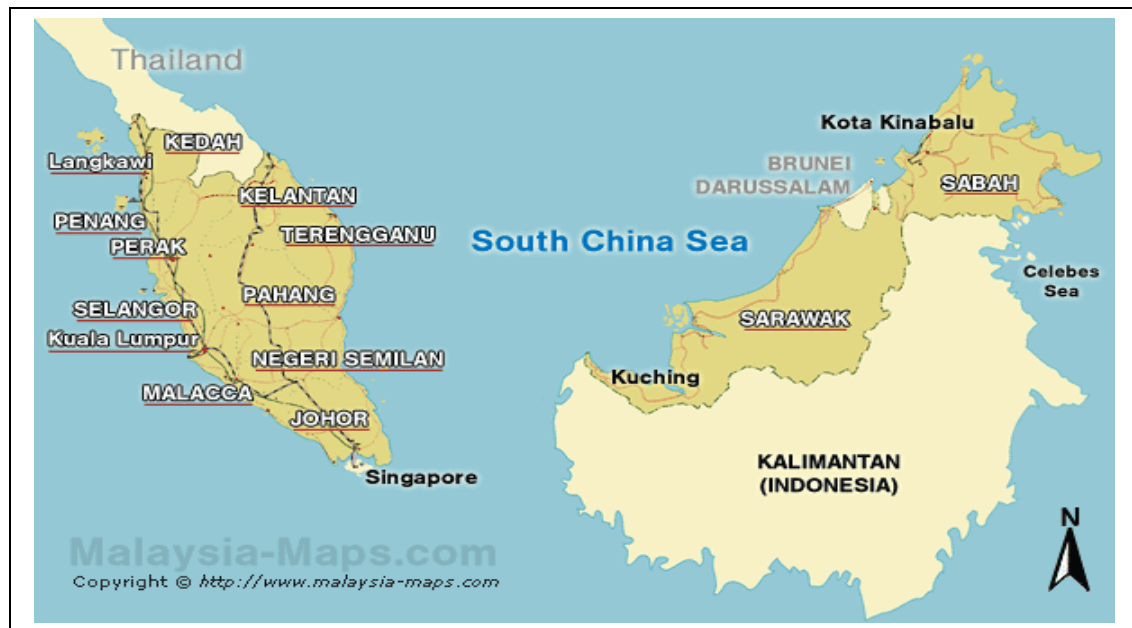 Thailand
KEDAH
Langkawi
KELANTAN
PENANG
TERENGGANU
PERAK
PAHANG
SELANGOR
Kuala Lumpur
NEGERI SEMILAN
MALACCA
JOHOR
Singapore
South China Sea
Kota Kinabalu
BRUNEI
DARUSSALAM
SABAH
Celebes
Sea
SARAWAK
Kuching
KALIMANTAN
(INDONESIA)
N
Malaysia-Maps.com
Copyright © http://www.malaysia-maps.com